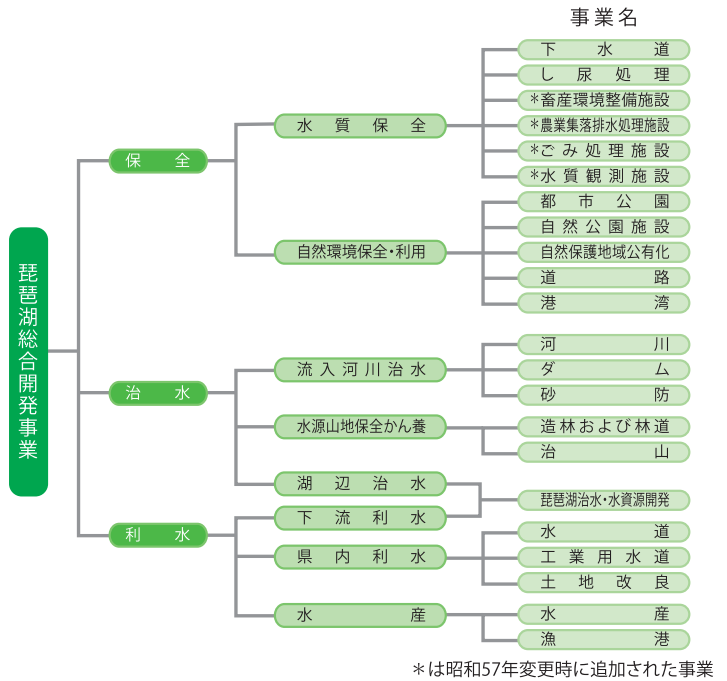 事業名
琵琶湖総合開発事業
保全
水質保全
下水道
し尿処理
＊畜産環境整備施設
＊農業集落排水処理施設
＊ごみ処理施設
＊水質観測施設
自然環境保全・利用
都市公園
自然公園施設
自然保護地域公有化
道路
港湾
治水
流入河川治水
河川
ダム
砂防
水源山地保全かん養
造林および林道
治山
湖辺治水
利水
下流利水
琵琶湖治水・水資源開発
県内利水
水道
工業用水道
土地改良
水産
水産
漁港
＊は昭和57年変更時に追加された事業